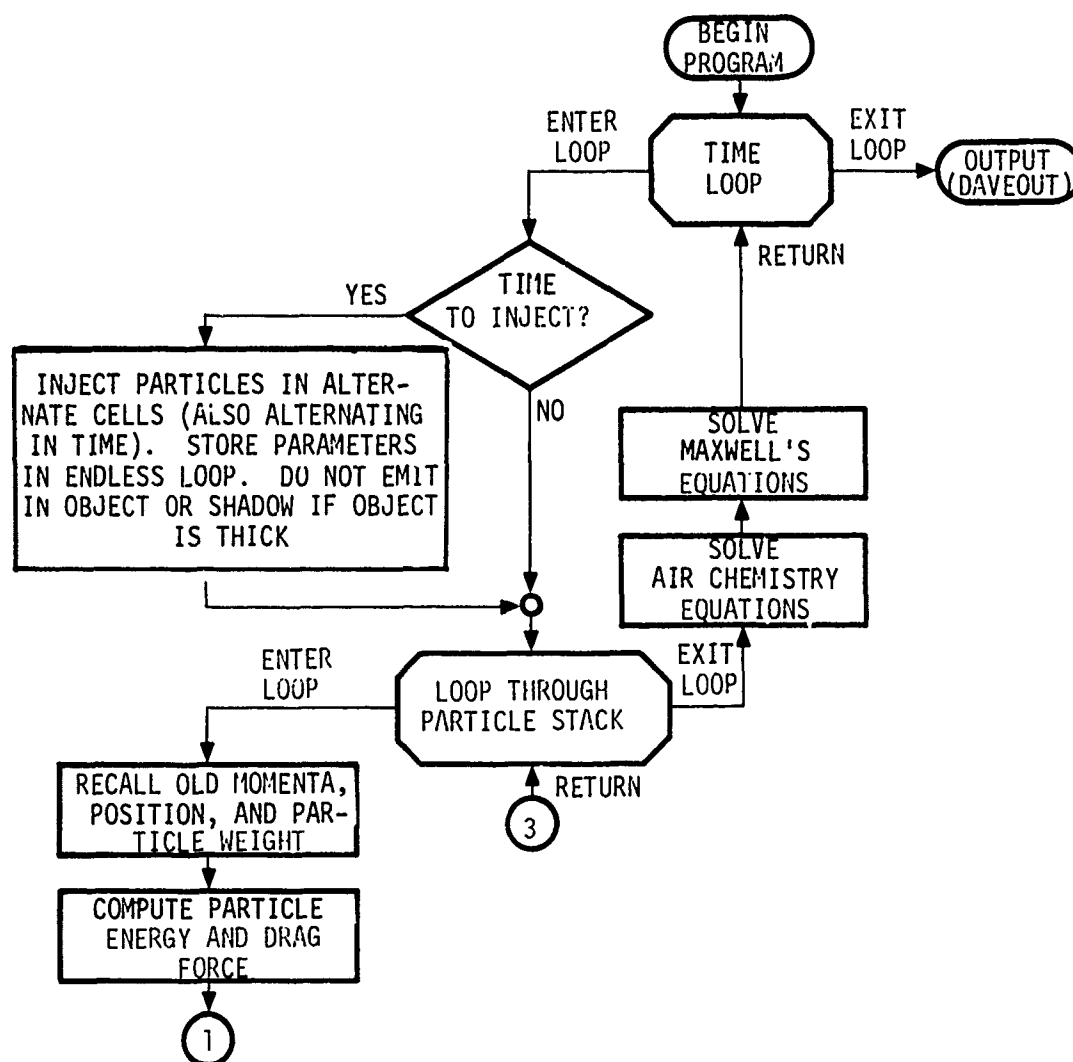 BEGIN
PROGRAM
ENTER
LOOP
TIME
LOOP
EXIT
LOOP
OUTPUT
(DAVEOUT)
RETURN
TIME
TO INJECT?
YES
NO
INJECT PARTICLES IN ALTER-
NATE CELLS (ALSO ALTERNATING
IN TIME). STORE PARAMETERS
IN ENDLESS LOOP. DO NOT EMIT
IN OBJECT OR SHADOW IF OBJECT
IS THICK
SOLVE
MAXWELL'S
EQUATIONS
SOLVE
AIR CHEMISTRY
EQUATIONS
ENTER
LOOP
LOOP THROUGH
PARTICLE STACK
EXIT
LOOP
RETURN
3
RECALL OLD MOMENTA,
POSITION, AND PAR-
TICLE WEIGHT
COMPUTE PARTICLE
ENERGY AND DRAG
FORCE
1